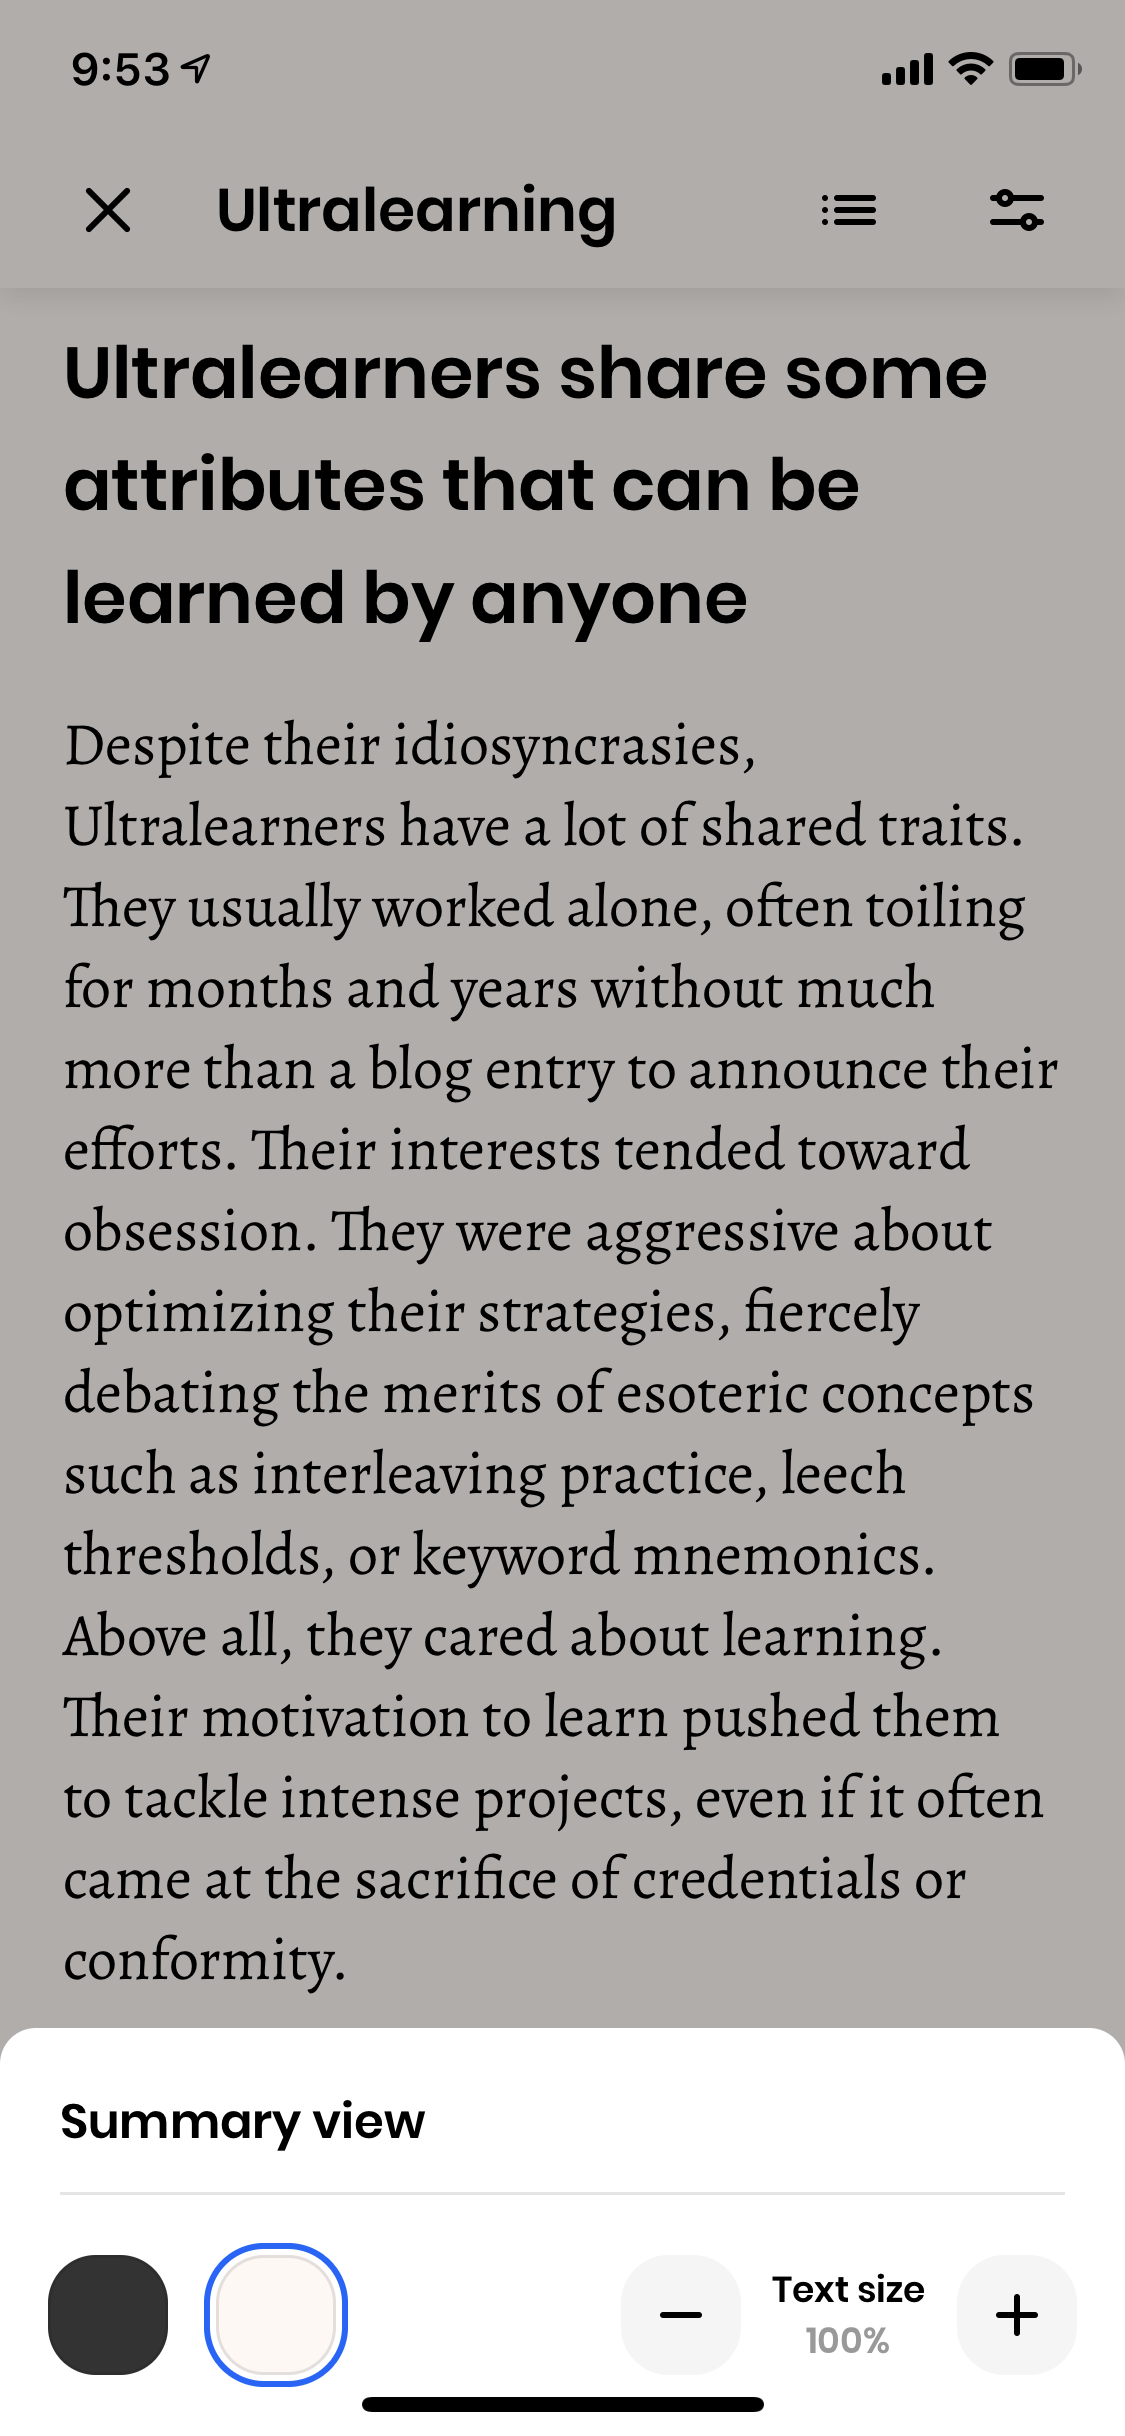 9:53
Ultralearning
Ultralearners share some
attributes that can be
learned by anyone
Despite their idiosyncrasies,
Ultralearners have a lot of shared traits.
They usually worked alone, often toiling
for months and years without much
more than a blog entry to announce their
efforts. Their interests tended toward
obsession. They were aggressive about
optimizing their strategies, fiercely
debating the merits of esoteric concepts
such as interleaving practice, leech
thresholds, or keyword mnemonics.
Above all, they cared about learning.
Their motivation to learn pushed them
to tackle intense projects, even if it often
came at the sacrifice of credentials or
conformity.
Summary view
Text size
100%